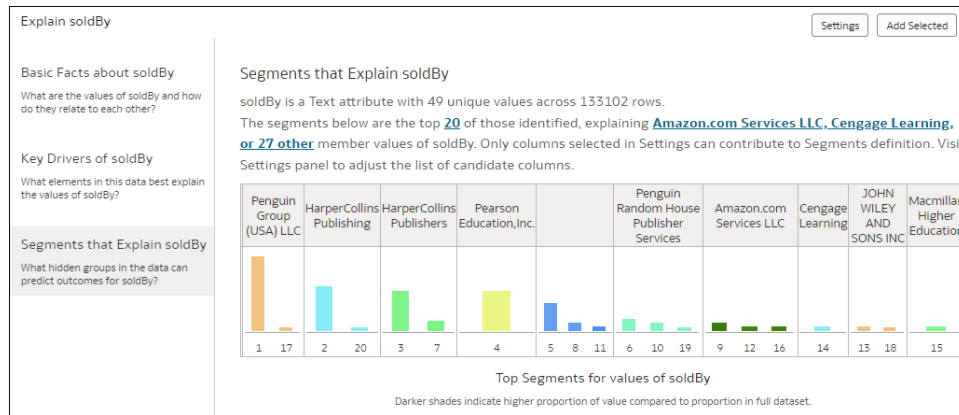 Explain soldBy
Settings
Add Selected
Basic Facts about soldBy
What are the values of soldBy and how
do they relate to each other?
Key Drivers of soldBy
What elements in this data best explain
the values of soldBy?
Segments that Explain soldBy
What hidden groups in the data can
predict outcomes for soldBy?
Segments that Explain soldBy
soldBy is a Text attribute with 49 unique values across 133102 rows.
The segments below are the top 20 of those identified, explaining Amazon.com Services LLC, Cengage Learning,
or 27 other member values of soldBy. Only columns selected in Settings can contribute to Segments definition. Visi
Settings panel to adjust the list of candidate columns.
Penguin
Group
(USA) LLC
HarperCollins
Publishing
HarperCollins
Publishers
Pearson
Education,Inc.
Penguin
Random House
Publisher
Services
Amazon.com
Services LLC
Cengage
Learning
JOHN
WILEY
AND
SONS INC
Macmillan
Higher
Education
1 17 2 20 3 7 4 5 8 11 6 10 19 9 12 16 14 13 18 15
Top Segments for values of soldBy
Darker shades indicate higher proportion of value compared to proportion in full dataset.